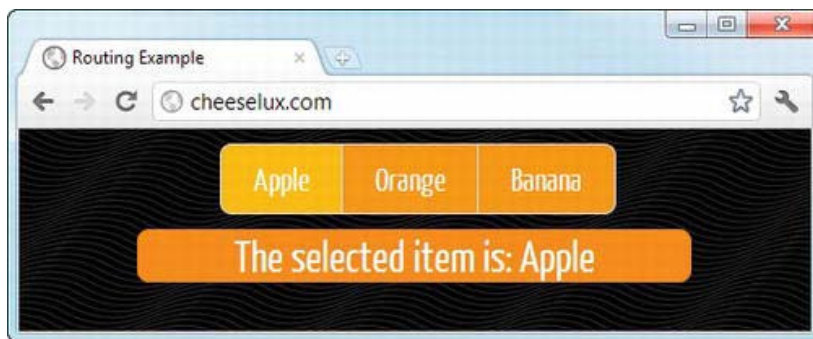 Routing Example
cheeselux.com
Apple Orange Banana
The selected item is: Apple